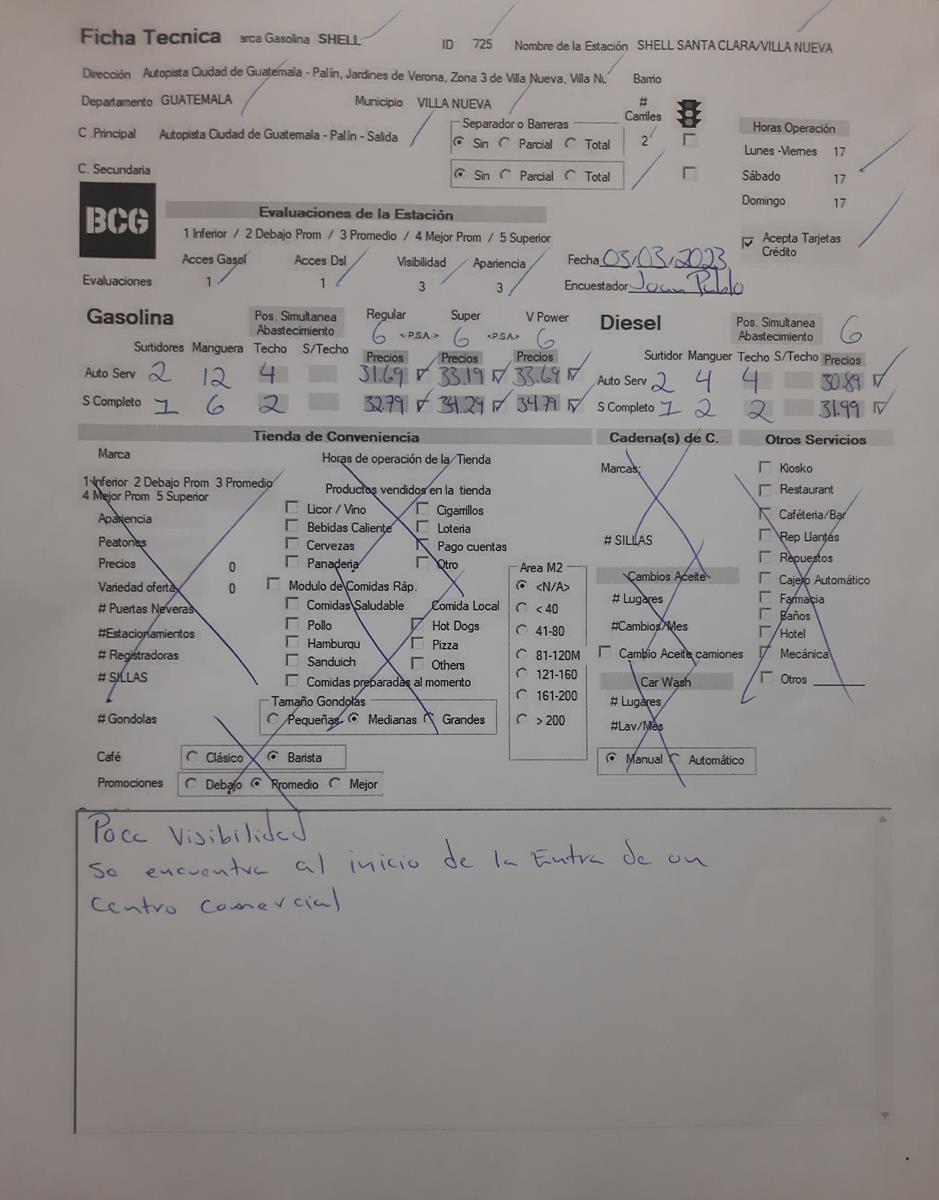 Ficha Tecnica arca Gasolina SHELL ID 725 Nombre de la Estación SHELL SANTA CLARA/VILLA NUEVA
Dirección Autopista Ciudad de Guatemala - Palín, Jardines de Verona, Zona 3 de Villa Nueva, Villa Nu Barrio
Departamento GUATEMALA Municipio VILLA NUEVA # Carriles
C .Principal Autopista Ciudad de Guatemala - Palín - Salida
Separador o Barreras
Sin Parcial Total 2
Sin Parcial Total
C. Secundaria
Horas Operación
Lunes -Viernes 17
Sábado 17
Domingo 17
Acepta Tarjetas Crédito
BCG
Evaluaciones de la Estación
1 Inferior / 2 Debajo Prom / 3 Promedio / 4 Mejor Prom / 5 Superior
Acces Gasol Acces Dsl Visibilidad Apariencia
Evaluaciones 1 1 3 3
Fecha 03/03/2023
Encuestador Juan Pablo
Gasolina Pos. Simultanea Abastecimiento Regular Super V Power
6 <-P.S.A.-> 6 <-P.S.A> 6
Surtidores Manguera Techo S/Techo Precios Precios Precios
Auto Serv 2 12 4 31.69 33.19 33.69
S Completo 1 6 2 32.79 34.29 34.79
Diesel Pos. Simultanea Abastecimiento 6
Surtidor Manguer Techo S/Techo Precios
Auto Serv 2 4 4 30.89
S Completo 1 2 2 31.99
Tienda de Conveniencia
Marca
Horas de operación de la Tienda
1 Inferior 2 Debajo Prom 3 Promedio
4 Mejor Prom 5 Superior
Apariencia
Peatones
Precios 0
Variedad oferta 0
# Puertas Neveras
#Estacionamientos
# Registradoras
# SILLAS
# Gondolas
Productos vendidos en la tienda
Licor / Vino Cigarrillos
Bebidas Caliente Loteria
Cervezas Pago cuentas
Panaderia Otro
Modulo de Comidas Ráp.
Comidas Saludable Comida Local
Pollo Hot Dogs
Hamburqu Pizza
Sanduich Others
Comidas preparadas al momento
Tamaño Gondolas
Pequeñas Medianas Grandes
Area M2
<N/A>
< 40
41-80
81-120M
121-160
161-200
> 200
Café Clásico Barista
Promociones Debajo Promedio Mejor
Cadena(s) de C.
Marcas:
# SILLAS
Cambios Aceite
# Lugares
#Cambios/Mes
Cambio Aceite camiones
Car Wash
# Lugares
#Lav/Mes
Manual Automático
Otros Servicios
Kiosko
Restaurant
Caféteria/Bar
Rep Llantas
Repuestos
Cajero Automático
Farmacia
Baños
Hotel
Mecánica
Otros
Poca Visibilidad
Se encuentra al inicio de la Entra de un
Centro comercial